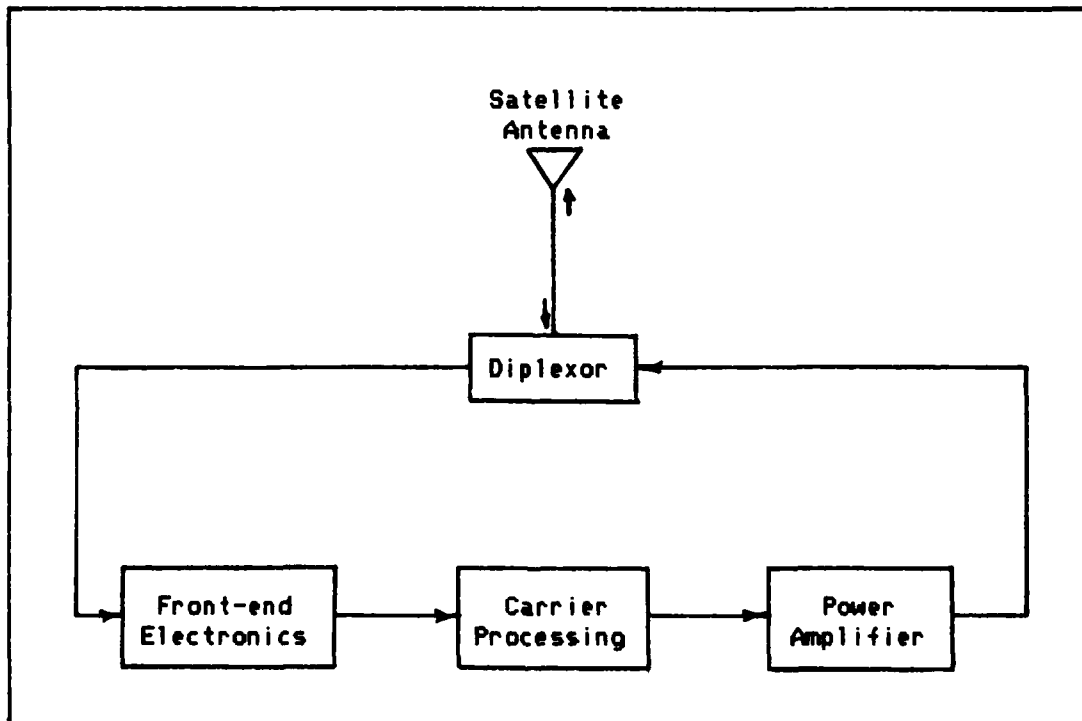 Satellite
Antenna
Diplexor
Front-end
Electronics
Carrier
Processing
Power
Amplifier